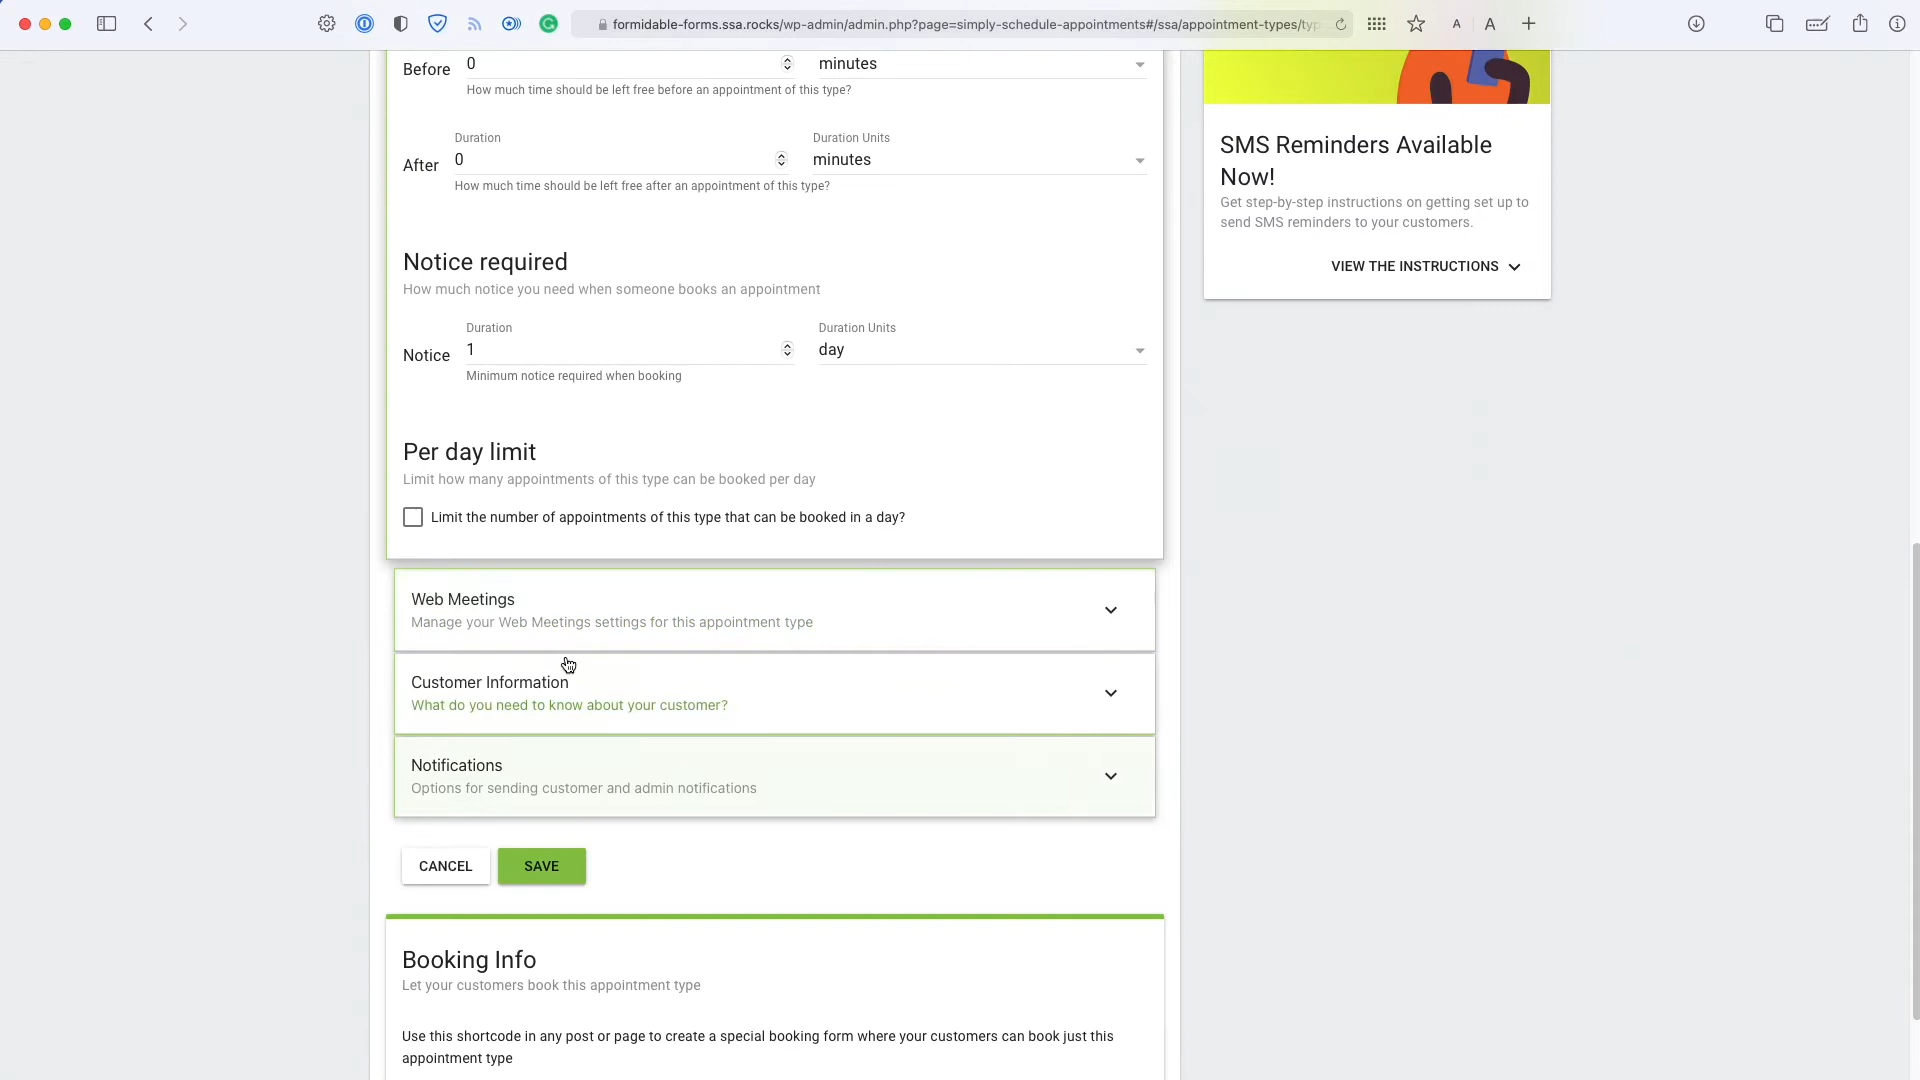 formidable-forms.ssa.rocks/wp-admin/admin.php?page=simply-schedule-appointments#/ssa/appointment-types/typ
A
A
Before
0
minutes
How much time should be left free before an appointment of this type?
Duration
Duration Units
After
0
minutes
How much time should be left free after an appointment of this type?
Notice required
How much notice you need when someone books an appointment
Duration
Duration Units
Notice
1
day
Minimum notice required when booking
Per day limit
Limit how many appointments of this type can be booked per day
Limit the number of appointments of this type that can be booked in a day?
Web Meetings
Manage your Web Meetings settings for this appointment type
Customer Information
What do you need to know about your customer?
Notifications
Options for sending customer and admin notifications
CANCEL
SAVE
Booking Info
Let your customers book this appointment type
Use this shortcode in any post or page to create a special booking form where your customers can book just this
appointment type
SMS Reminders Available
Now!
Get step-by-step instructions on getting set up to
send SMS reminders to your customers.
VIEW THE INSTRUCTIONS